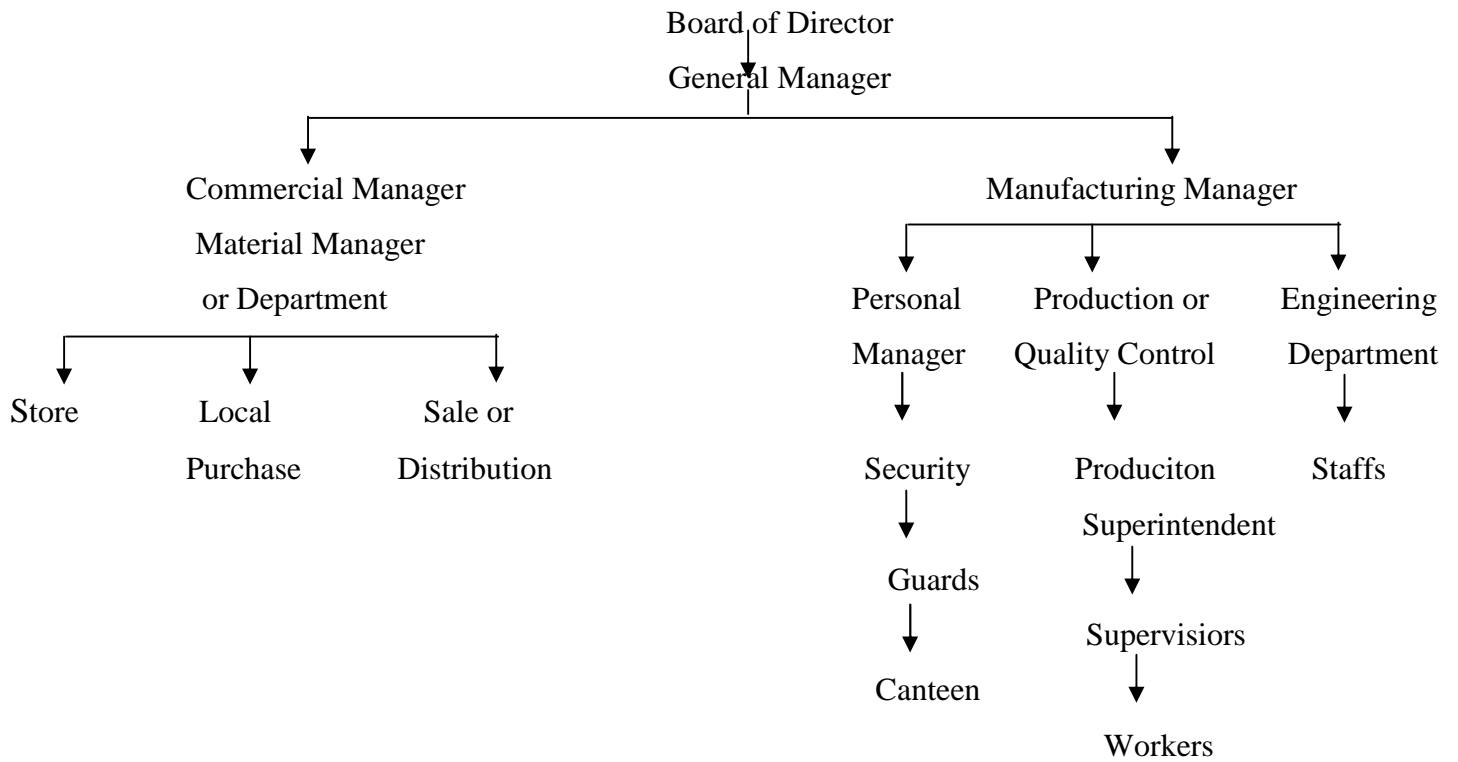 Board of Director
General Manager
Commercial Manager
Material Manager
or Department
Store
Local
Purchase
Sale or
Distribution
Manufacturing Manager
Personal
Manager
Security
Guards
Canteen
Production or
Quality Control
Produciton
Superintendent
Supervisiors
Workers
Engineering
Department
Staffs